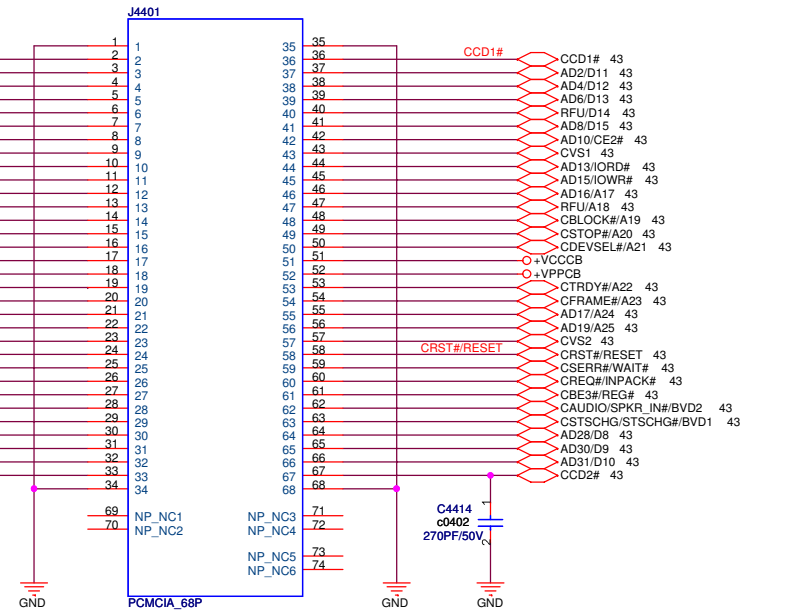 J4401
1 1 35 35
2 2 36 36 CCD1# CCD1# 43
3 3 37 37 AD2/D11 43
4 4 38 38 AD4/D12 43
5 5 39 39 AD6/D13 43
6 6 40 40 RFU/D14 43
7 7 41 41 AD8/D15 43
8 8 42 42 AD10/CE2# 43
9 9 43 43 CVS1 43
10 10 44 44 AD13/IORD# 43
11 11 45 45 AD15/IOWR# 43
12 12 46 46 AD16/A17 43
13 13 47 47 RFU/A18 43
14 14 48 48 CBLOCK#/A19 43
15 15 49 49 CSTOP#/A20 43
16 16 50 50 CDEVSEL#/A21 43
17 17 51 51 +VCCCB
18 18 52 52 +VPPCB
19 19 53 53 CTRDY#/A22 43
20 20 54 54 CFRAME#/A23 43
21 21 55 55 AD17/A24 43
22 22 56 56 AD19/A25 43
23 23 57 57 CVS2 43
24 24 58 58 CRST#/RESET CRST#/RESET 43
25 25 59 59 CSERR#/WAIT# 43
26 26 60 60 CREQ#/INPACK# 43
27 27 61 61 CBE3#/REG# 43
28 28 62 62 CAUDIO/SPKR_IN#/BVD2 43
29 29 63 63 CSTSCHG/STSCHG#/BVD1 43
30 30 64 64 AD28/D8 43
31 31 65 65 AD30/D9 43
32 32 66 66 AD31/D10 43
33 33 67 67 CCD2# 43
34 34 68 68
69 NP_NC1 NP_NC3 71
70 NP_NC2 NP_NC4 72
NP_NC5 73
NP_NC6 74
1
C4414
c0402
270PF/50V
2
GND PCMCIA_68P GND GND